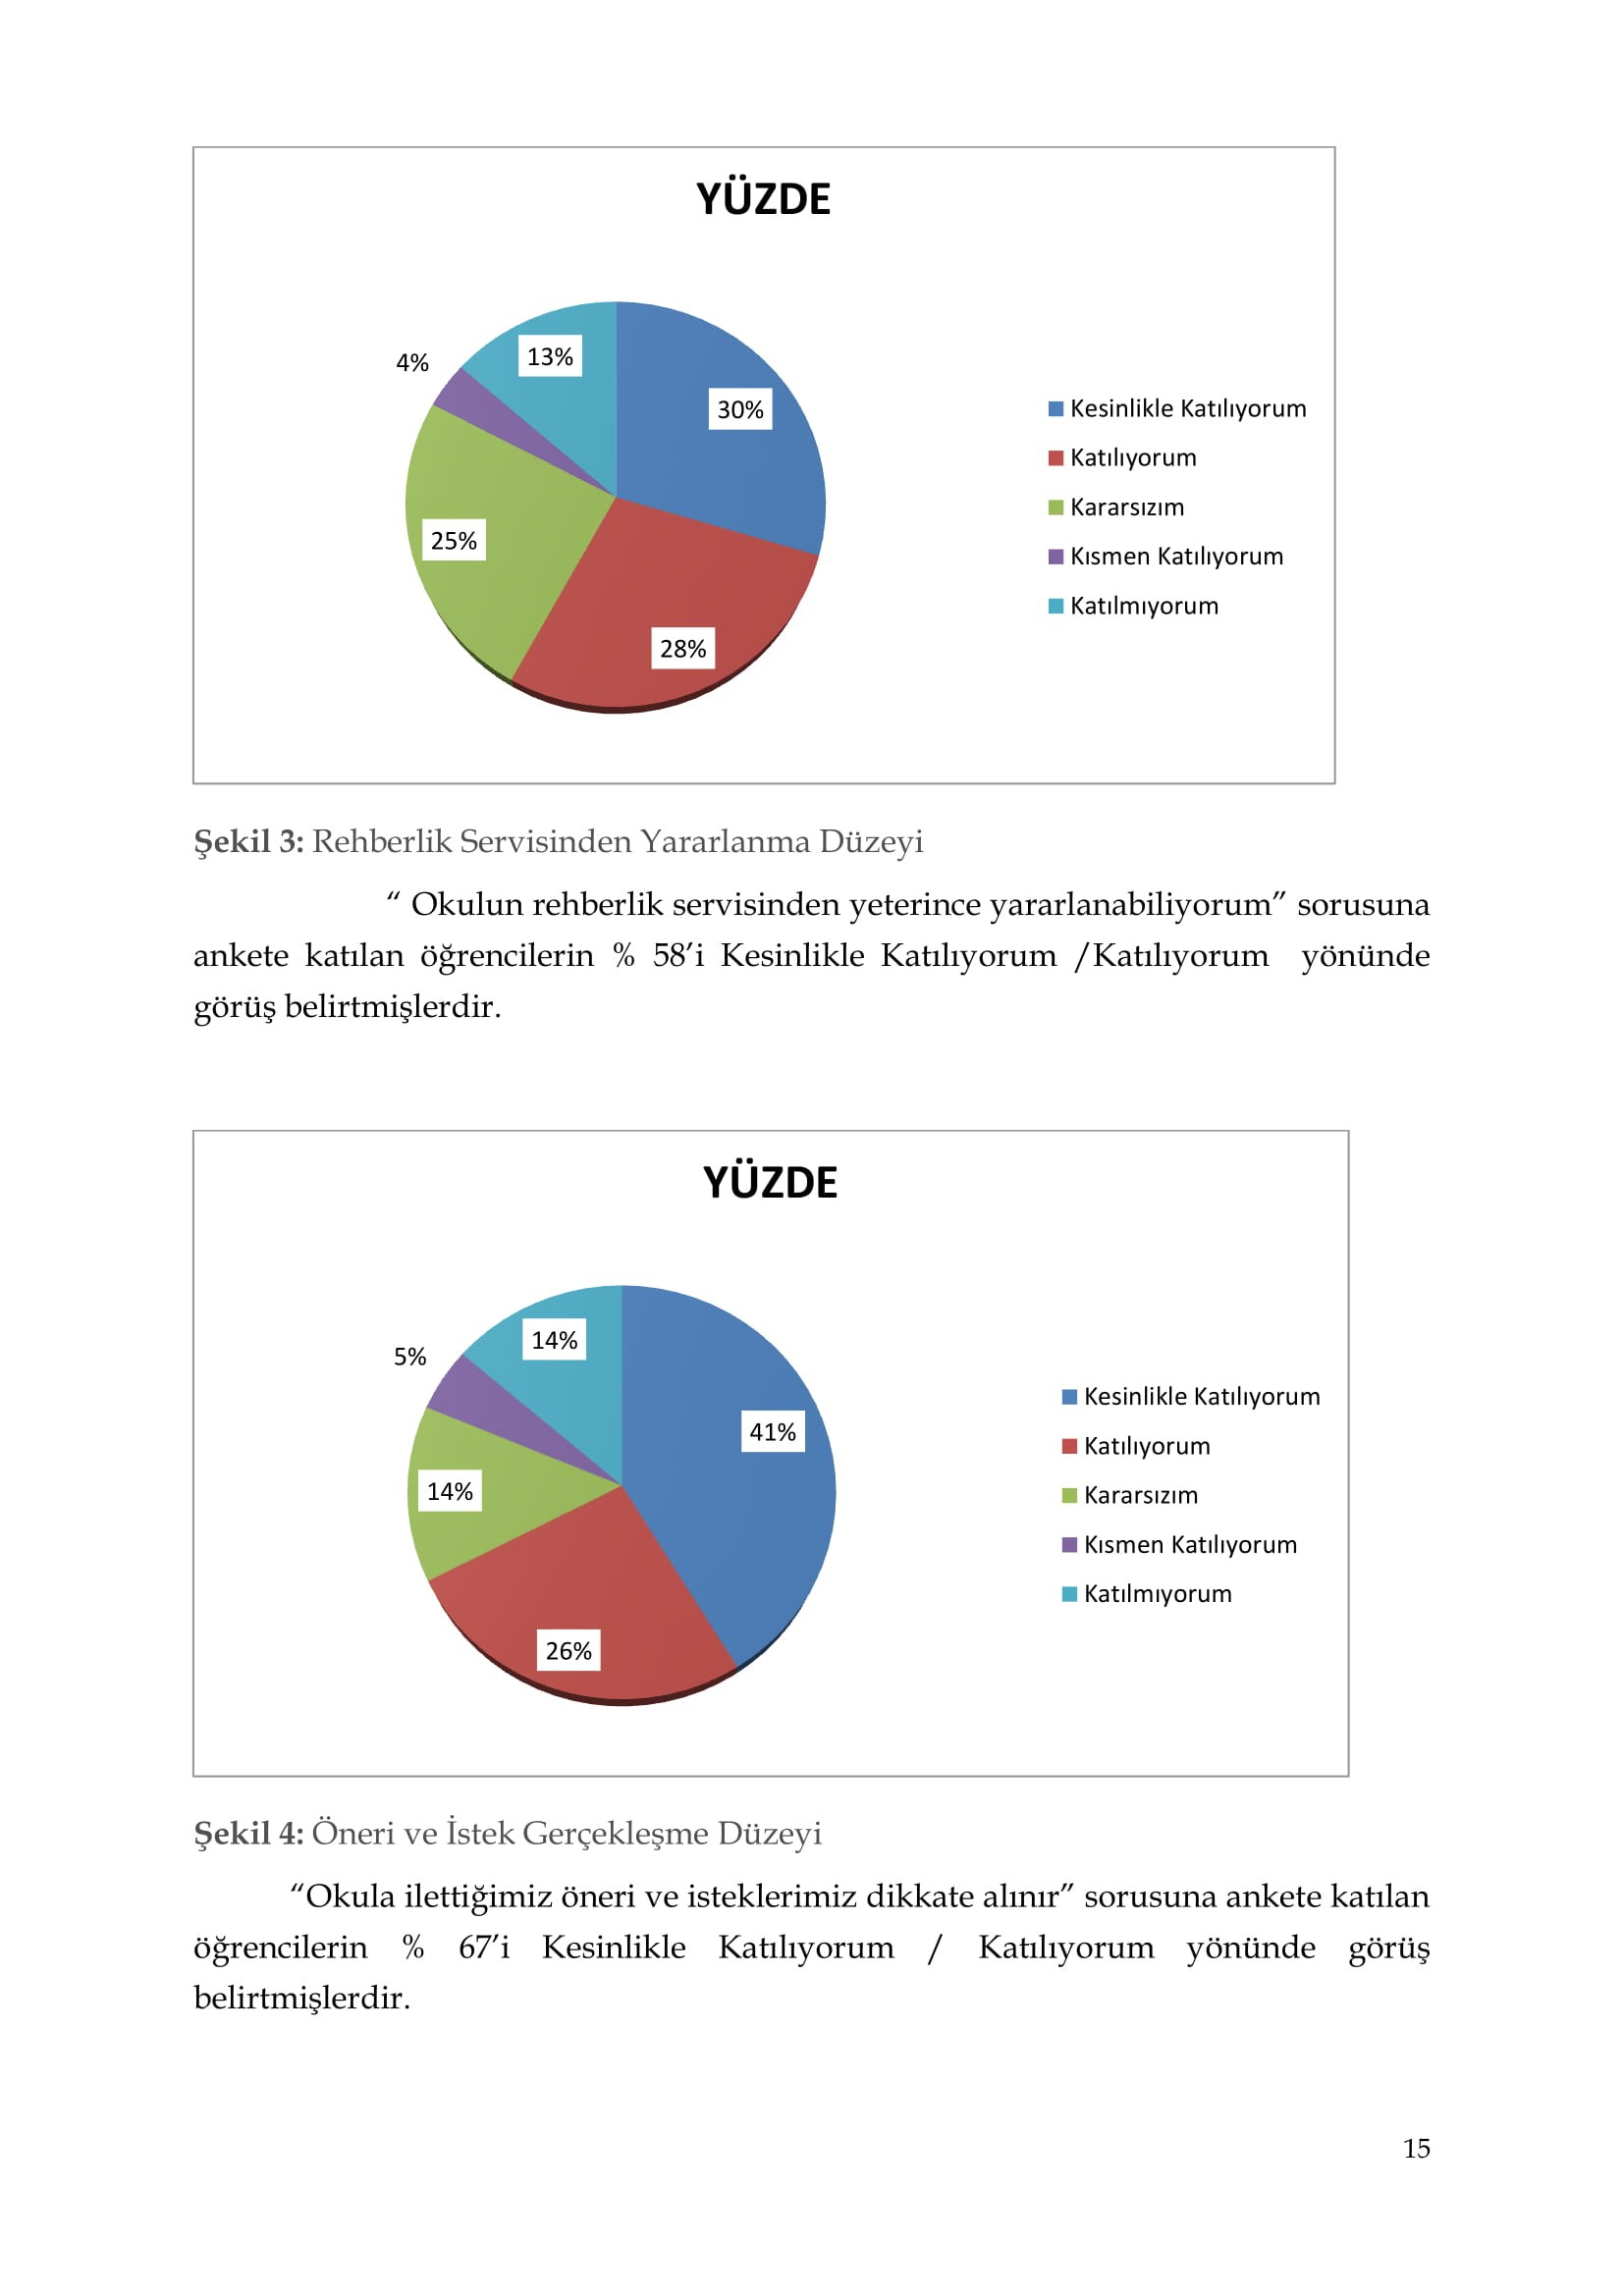 YÜZDE
13%
4%
30%
25%
28%
Kesinlikle Katılıyorum
Katılıyorum
Kararsızım
Kısmen Katılıyorum
Katılmıyorum
Şekil 3: Rehberlik Servisinden Yararlanma Düzeyi
“ Okulun rehberlik servisinden yeterince yararlanabiliyorum” sorusuna
ankete katılan öğrencilerin % 58’i Kesinlikle Katılıyorum /Katılıyorum yönünde
görüş belirtmişlerdir.
YÜZDE
14%
5%
41%
14%
26%
Kesinlikle Katılıyorum
Katılıyorum
Kararsızım
Kısmen Katılıyorum
Katılmıyorum
Şekil 4: Öneri ve İstek Gerçekleşme Düzeyi
“Okula ilettiğimiz öneri ve isteklerimiz dikkate alınır” sorusuna ankete katılan
öğrencilerin % 67’i Kesinlikle Katılıyorum / Katılıyorum yönünde görüş
belirtmişlerdir.
15